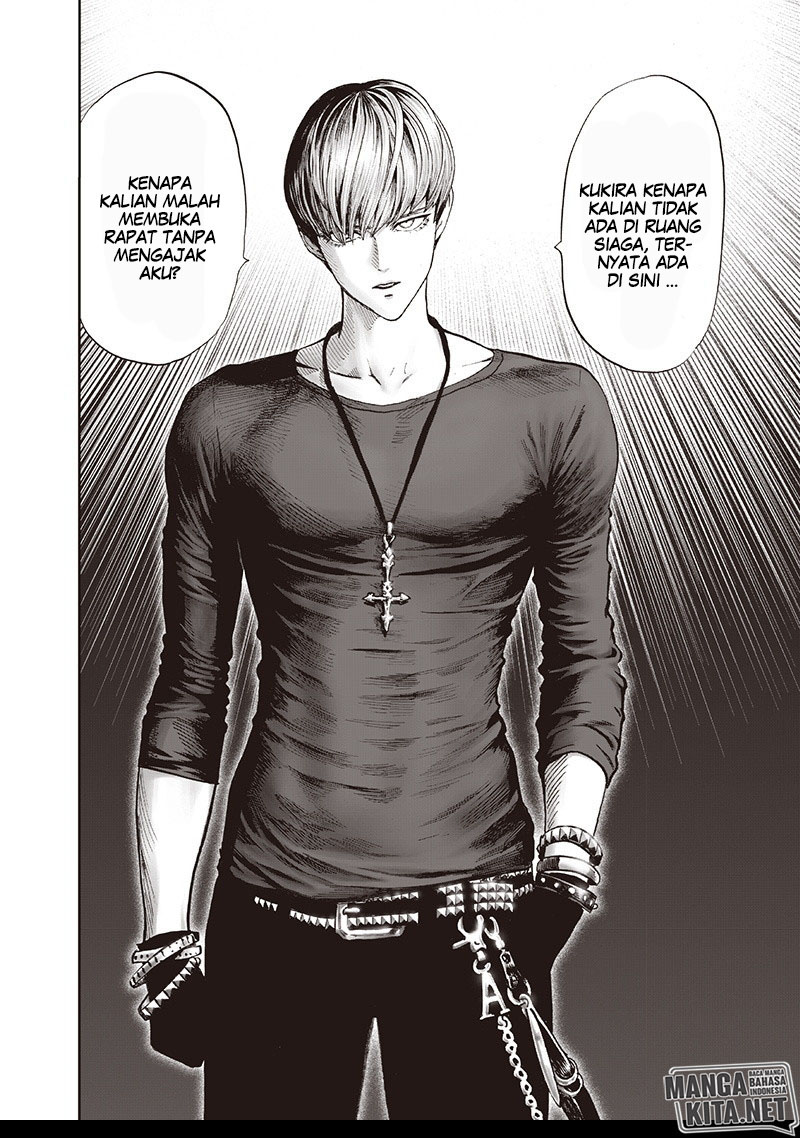 KUKIRA KENAPA
KALIAN TIDAK
ADA DI RUANG
SIAGA, TER-
NYATA ADA
DI SINI ...
KENAPA
KALIAN MALAH
MEMBUKA
RAPAT TANPA
MENGAJAK
AKU?
A
MANGA
BACA MANGA
BAHASA
INDONESIA
KITA.NET